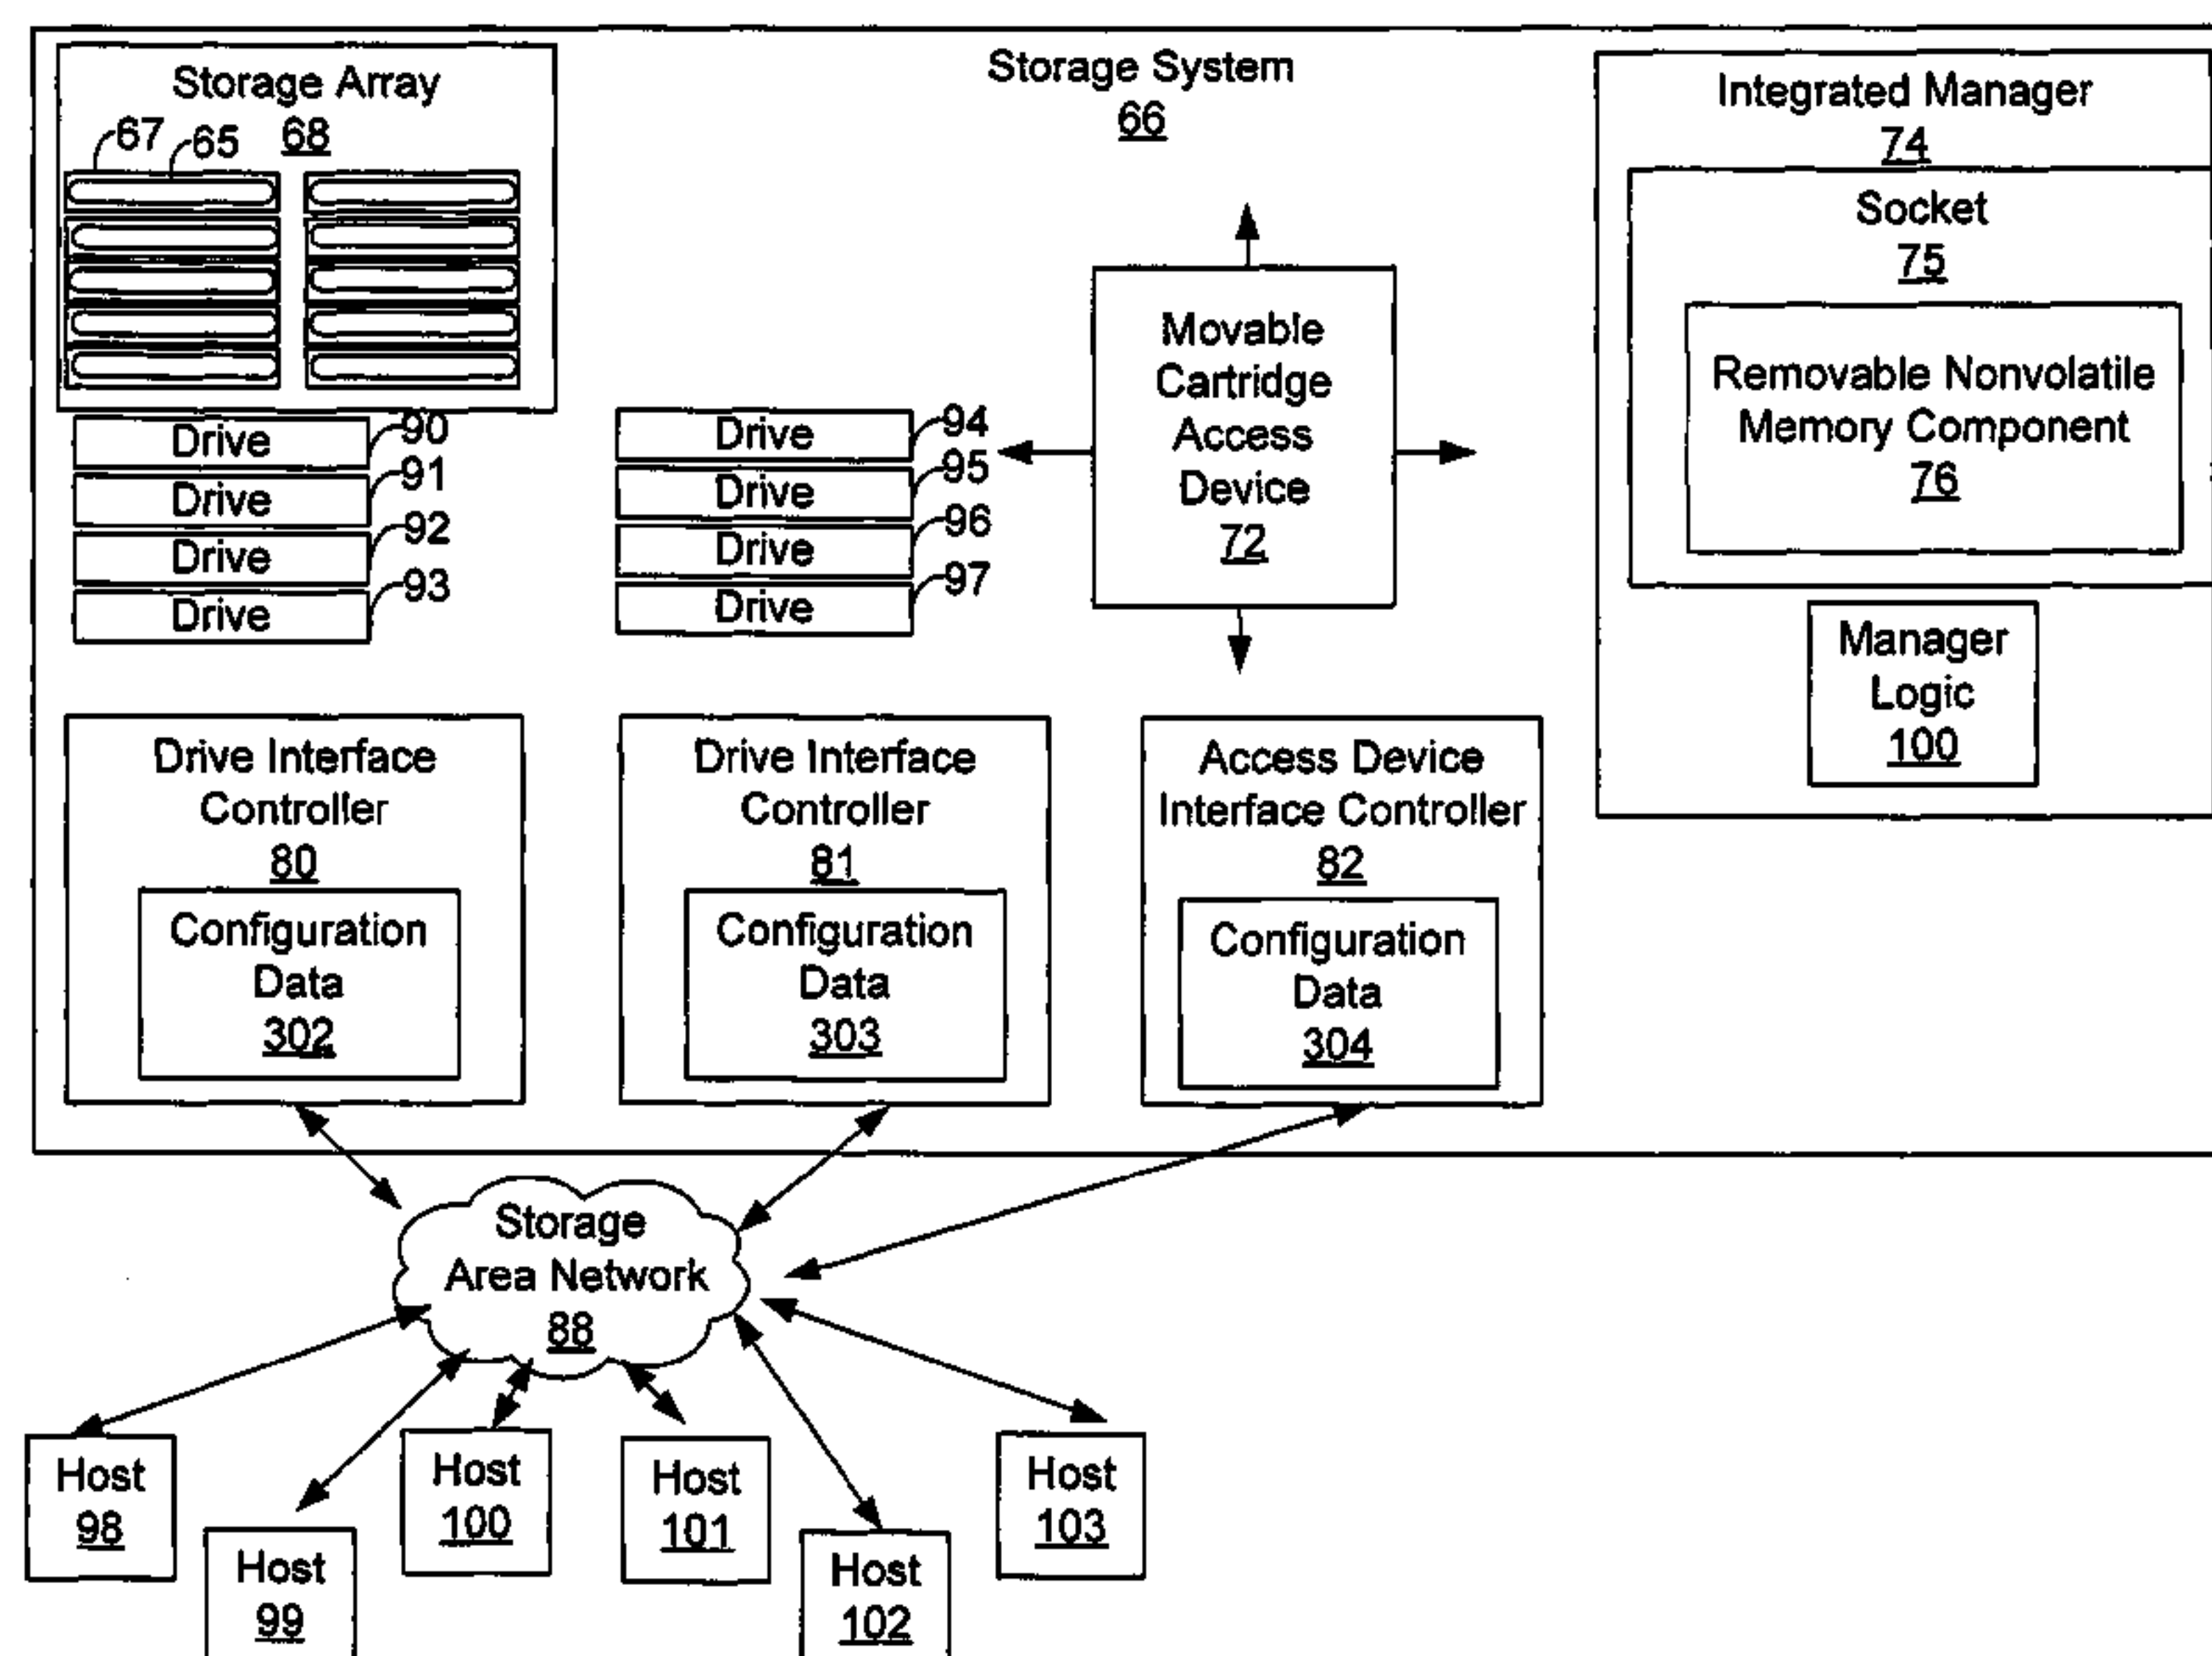 Storage System
66
Storage Array
68
67
65
Integrated Manager
74
Socket
75
Removable Nonvolatile
Memory Component
76
Manager
Logic
100
Movable
Cartridge
Access
Device
72
Drive
90
Drive
91
Drive
92
Drive
93
Drive
94
Drive
95
Drive
96
Drive
97
Drive Interface
Controller
80
Configuration
Data
302
Drive Interface
Controller
81
Configuration
Data
303
Access Device
Interface Controller
82
Configuration
Data
304
Storage
Area Network
88
Host
98
Host
99
Host
100
Host
101
Host
102
Host
103